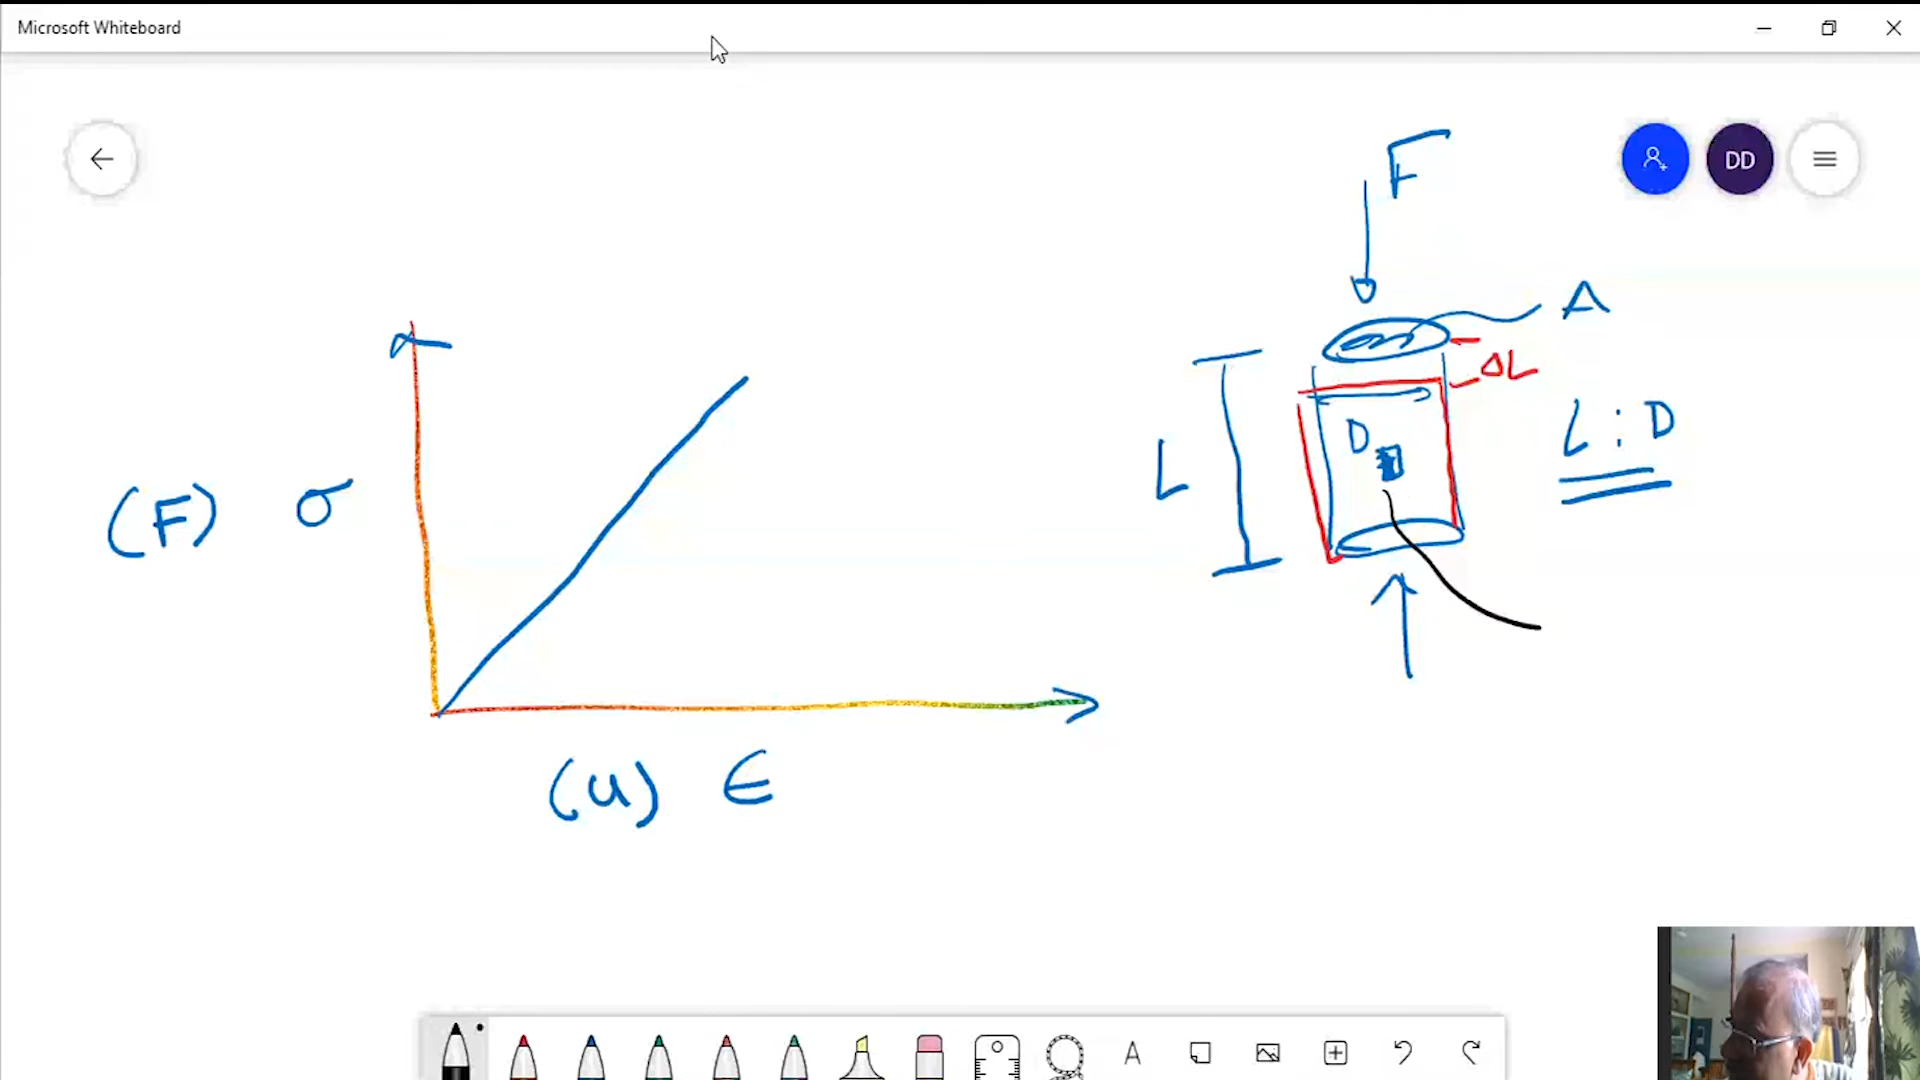 Microsoft Whiteboard
DD
F
A
ΔL
L
D
L : D
(F) σ
(u) ε
A